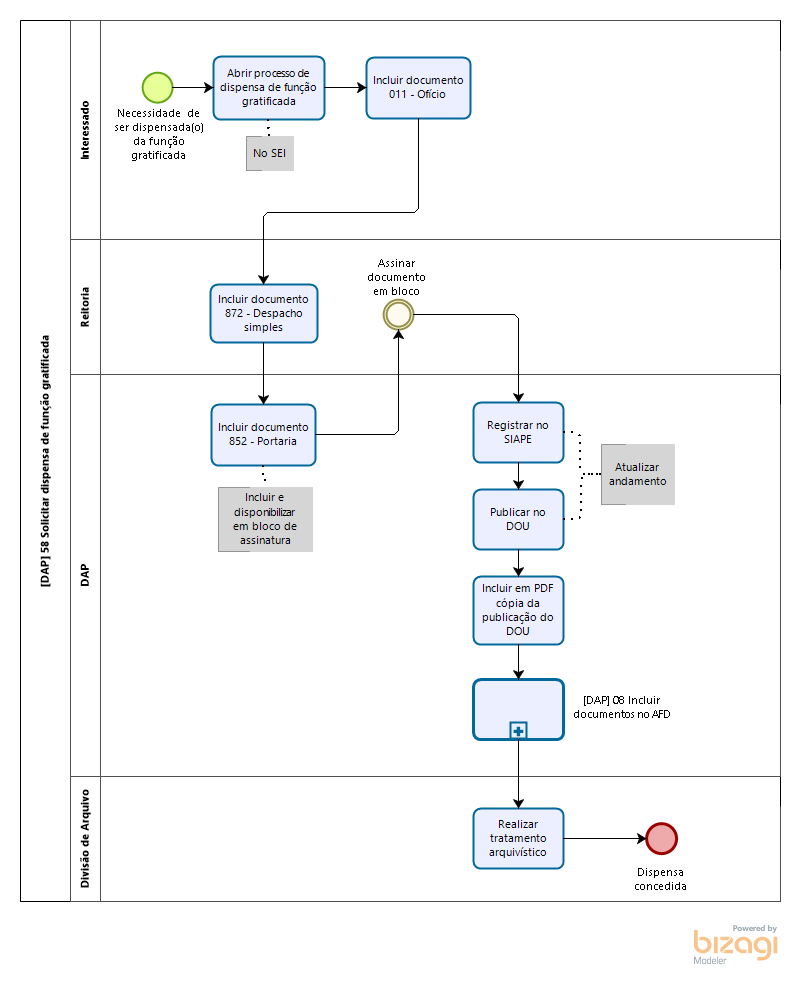 [DAP] 58 Solicitar dispensa de função gratificada
Interessado
Necessidade de
ser dispensada(o)
da função
gratificada
Abrir processo de
dispensa de função
gratificada
No SEI
Incluir documento
011 - Ofício
Reitoria
Incluir documento
872 - Despacho
simples
Assinar
documento
em bloco
DAP
Incluir documento
852 - Portaria
Incluir e
disponibilizar
em bloco de
assinatura
Registrar no
SIAPE
Atualizar
andamento
Publicar no
DOU
Incluir em PDF
cópia da
publicação do
DOU
[DAP] 08 Incluir
documentos no AFD
Divisão de Arquivo
Realizar
tratamento
arquivístico
Dispensa
concedida
Powered by
bizagi
Modeler